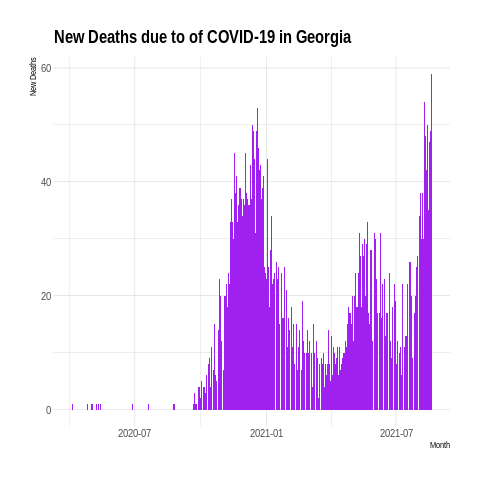 New Deaths due to of COVID-19 in Georgia
New Deaths
60
40
20
0
2020-07
2021-01
2021-07
Month